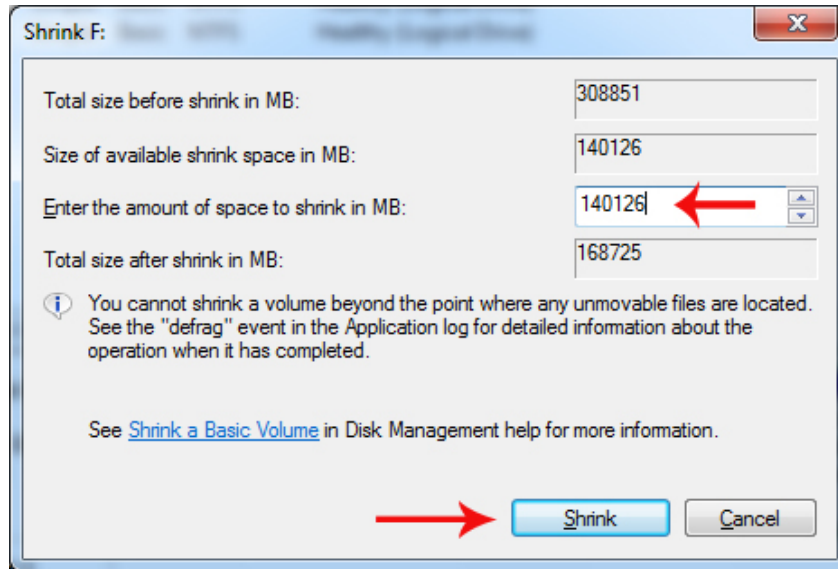 Shrink F:
Total size before shrink in MB: 308851
Size of available shrink space in MB: 140126
Enter the amount of space to shrink in MB: 140126
Total size after shrink in MB: 168725
You cannot shrink a volume beyond the point where any unmovable files are located.
See the "defrag" event in the Application log for detailed information about the
operation when it has completed.
See Shrink a Basic Volume in Disk Management help for more information.
Shrink Cancel